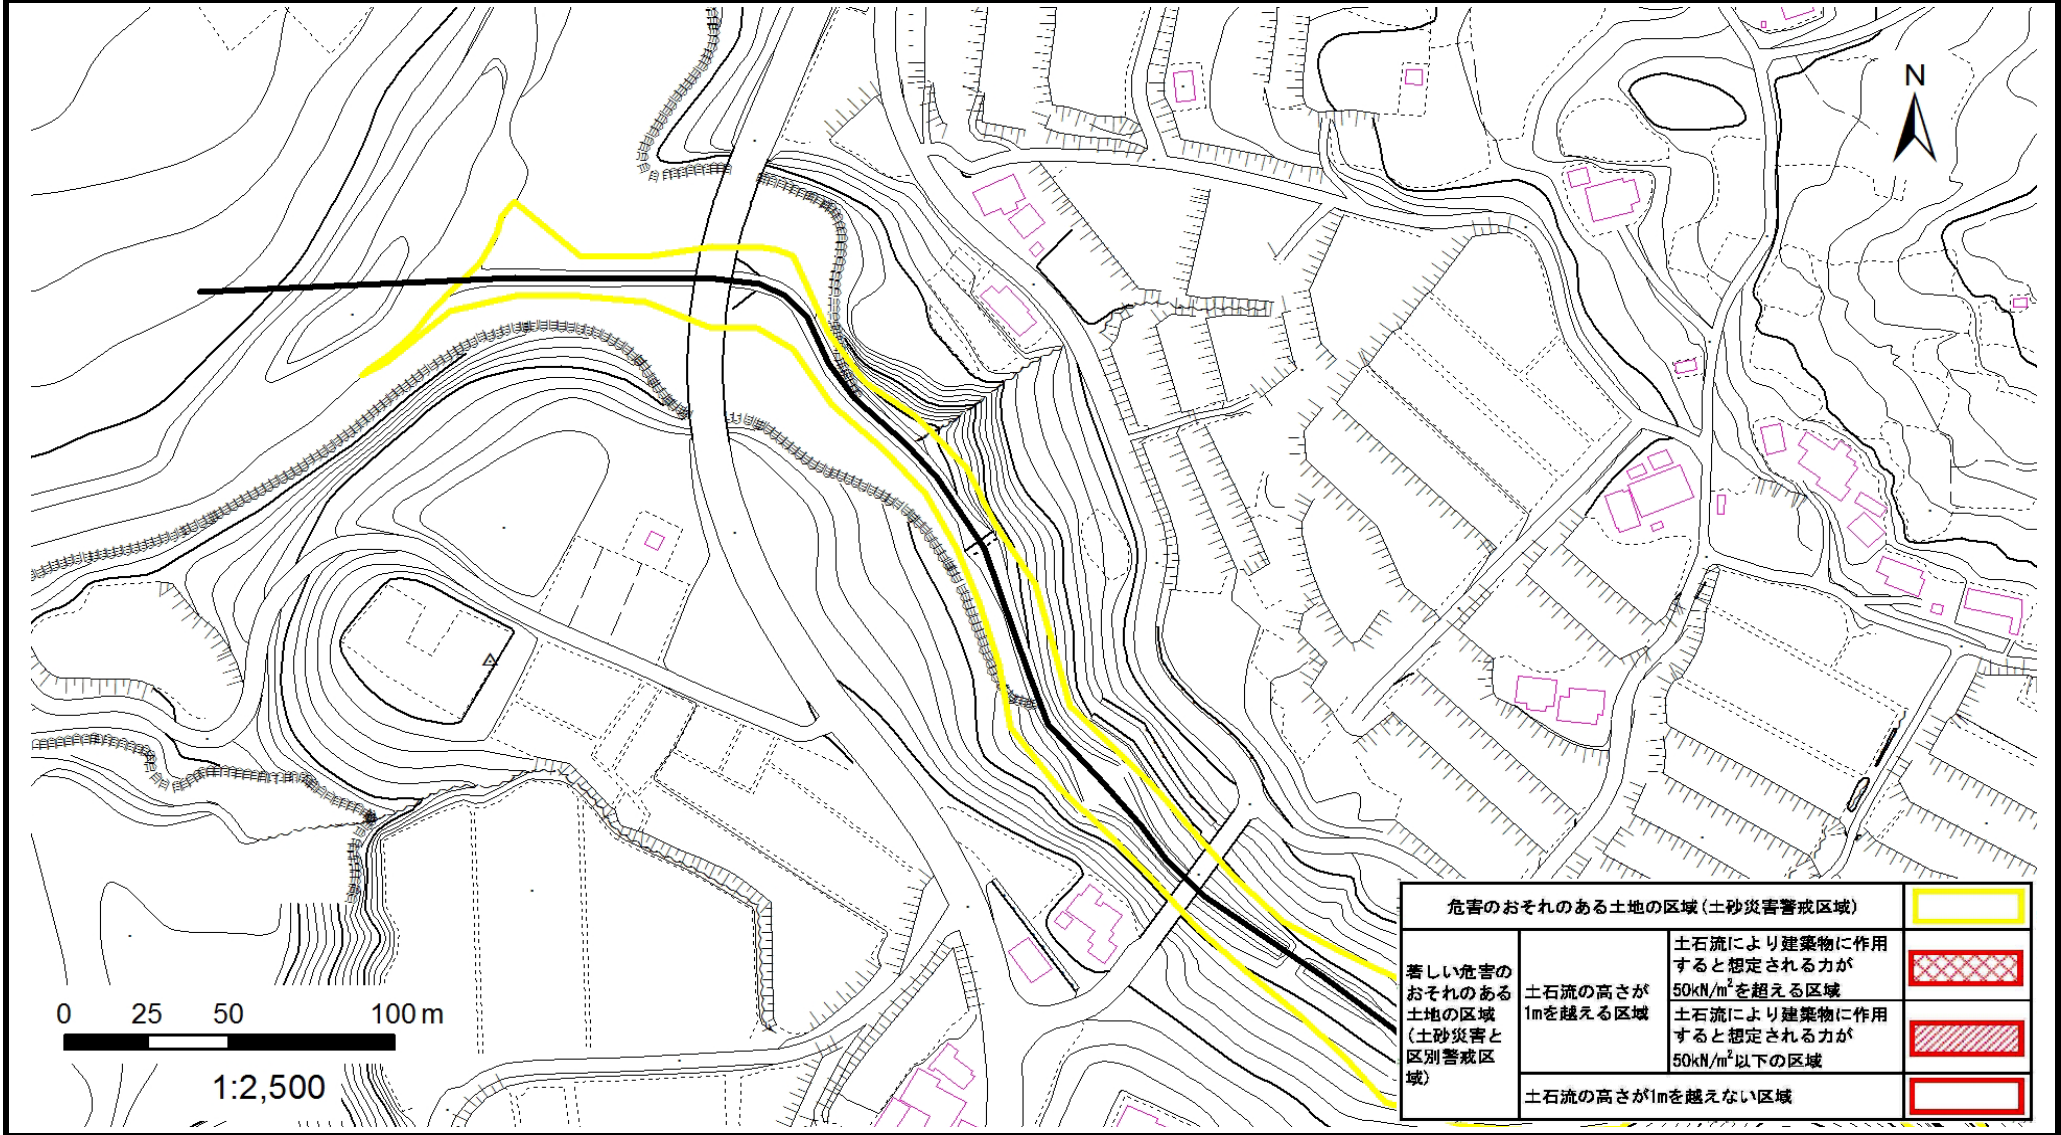 N
危害のおそれのある土地の区域(土砂災害警戒区域)
著しい危害の
おそれのある
土地の区域
(土砂災害と
区別警戒区
域)
土石流の高さが
1mを越える区域
土石流により建築物に作用
すると想定される力が
50kN/m²を超える区域
土石流により建築物に作用
すると想定される力が
50kN/m²以下の区域
土石流の高さが1mを越えない区域
0 25 50 100 m
1:2,500